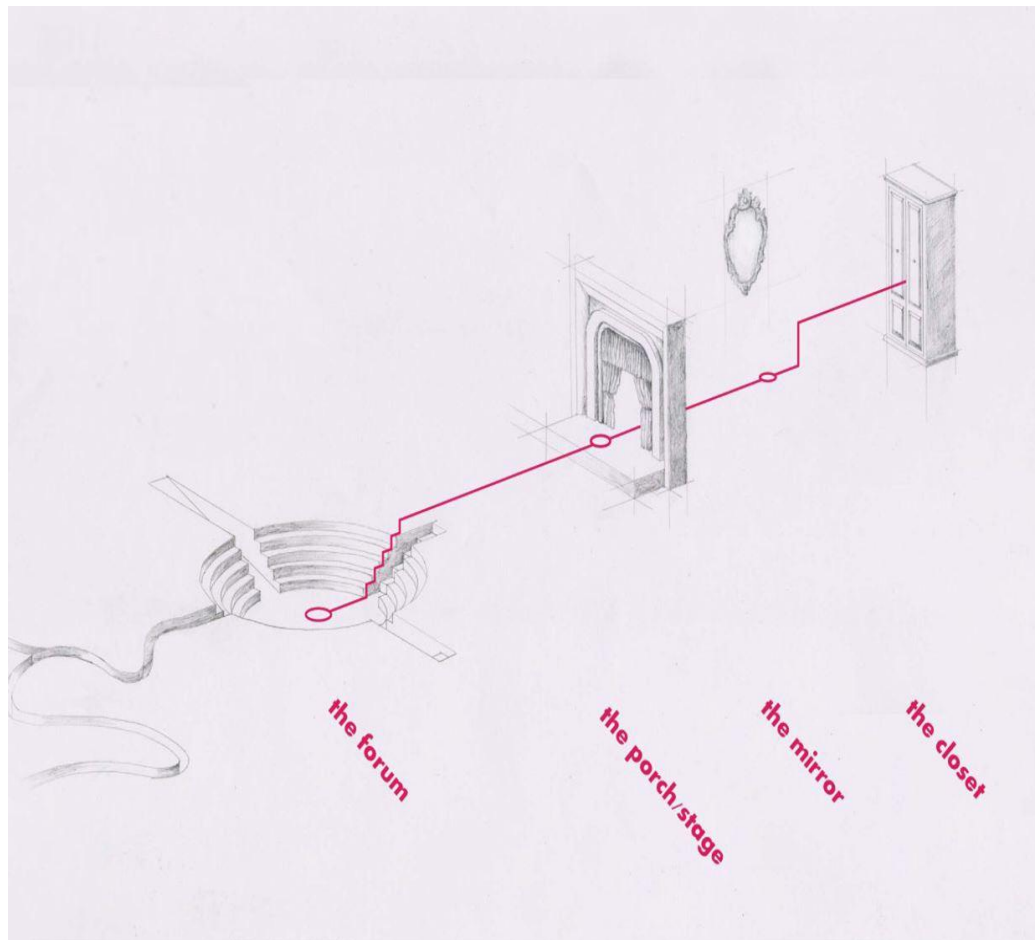 the forum
the porch/stage
the mirror
the closet